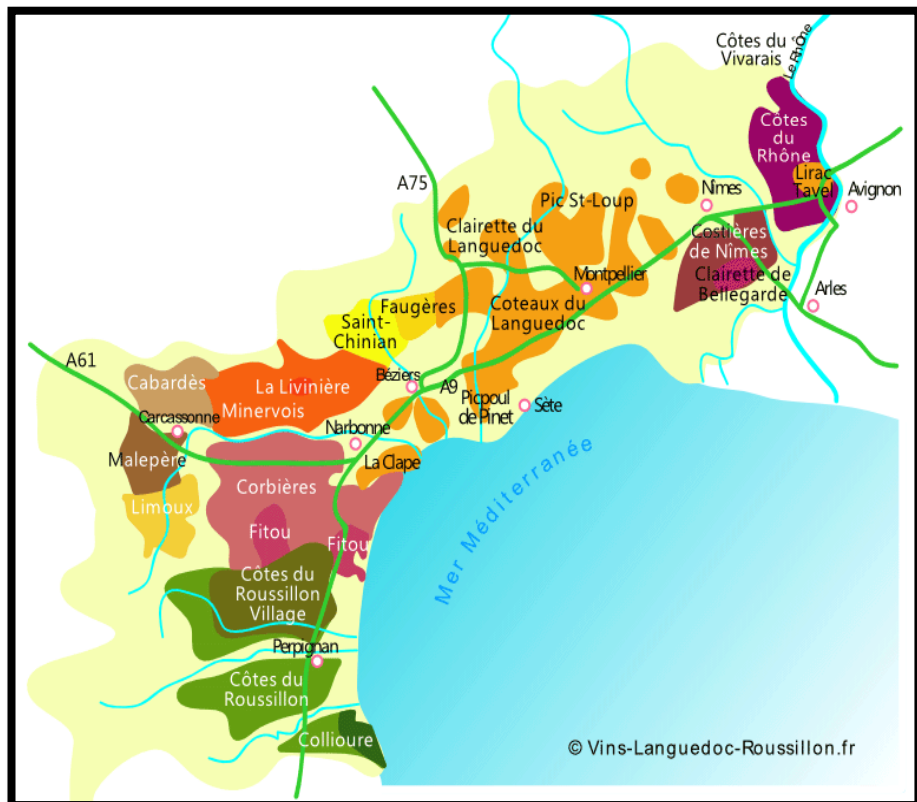 Côtes du
Vivarais
Le Rhône
Côtes
du
Rhône
Lirac
Tavel
Avignon
A75
Pic St-Loup
Nîmes
Clairette du
Languedoc
Costières
de Nîmes
Montpellier
Clairette de
Bellegarde
Arles
Faugères
Coteaux du
Languedoc
Saint-
Chinian
A61
Cabardès
La Livinière
Minervois
Béziers
A9
Picpoul
de Pinet
Sète
Carcassonne
Narbonne
Malepère
La Clape
Corbières
Limoux
Fitou
Fitou
Mer Méditerranée
Côtes du
Roussillon
Village
Perpignan
Côtes du
Roussillon
Collioure
© Vins-Languedoc-Roussillon.fr